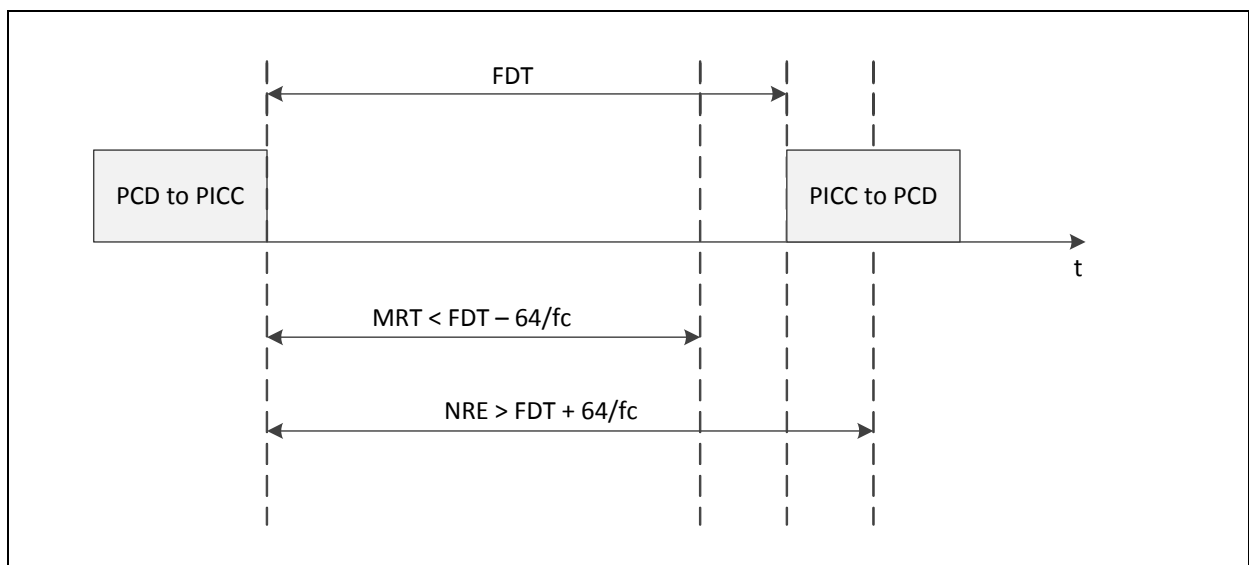 FDT
PCD to PICC
PICC to PCD
t
MRT < FDT – 64/fc
NRE > FDT + 64/fc